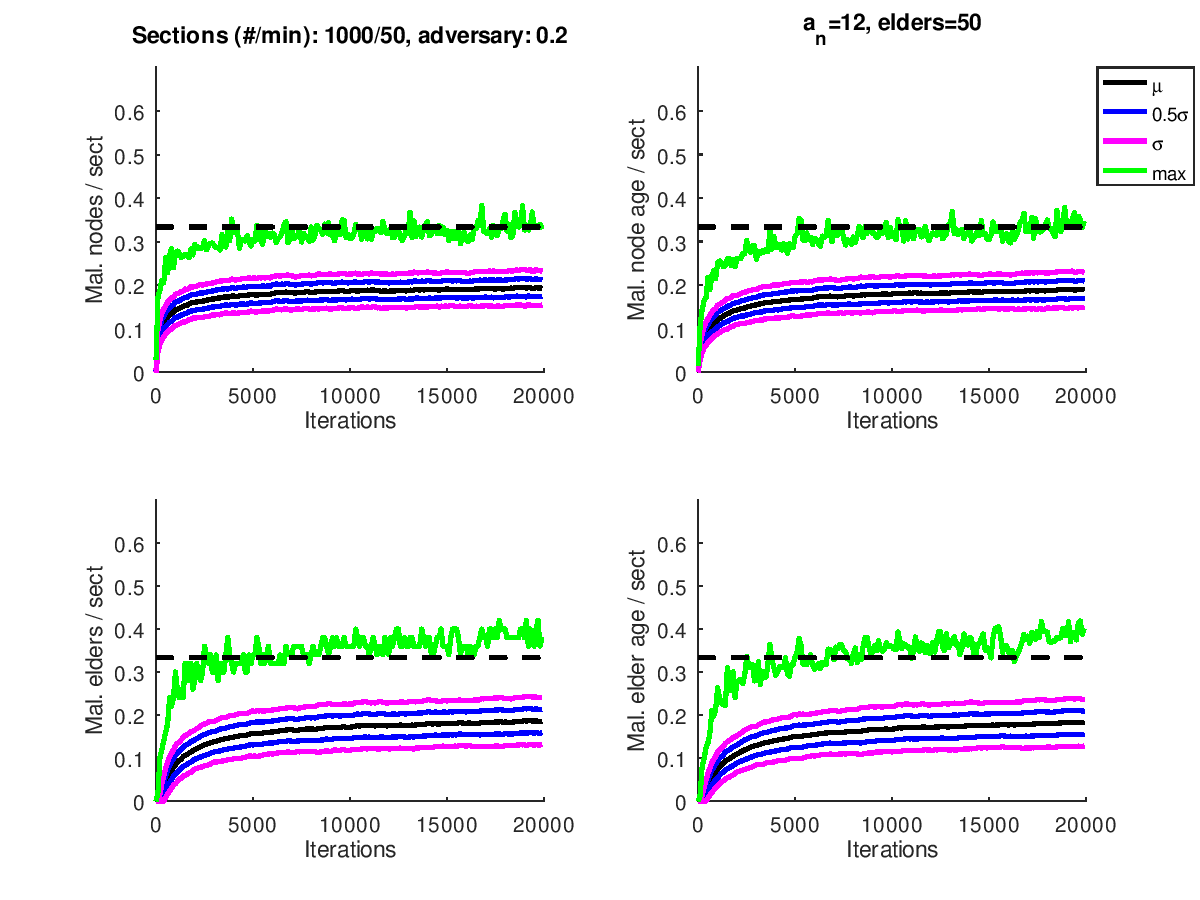 Sections (#/min): 1000/50, adversary: 0.2
a_n=12, elders=50
μ
0.5σ
σ
max
Mal. nodes / sect
0.6
0.5
0.4
0.3
0.2
0.1
0
0 5000 10000 15000 20000
Iterations
Mal. node age / sect
0.6
0.5
0.4
0.3
0.2
0.1
0
0 5000 10000 15000 20000
Iterations
Mal. elders / sect
0.6
0.5
0.4
0.3
0.2
0.1
0
0 5000 10000 15000 20000
Iterations
Mal. elder age / sect
0.6
0.5
0.4
0.3
0.2
0.1
0
0 5000 10000 15000 20000
Iterations